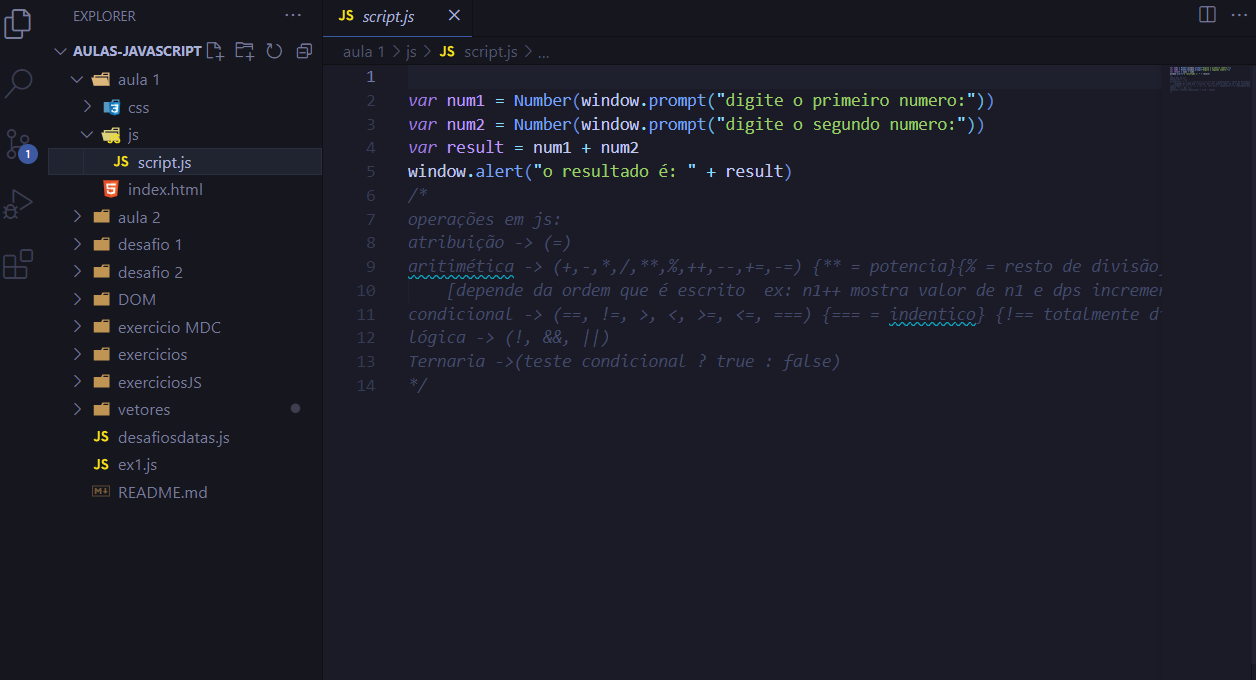 EXPLORER
AULAS-JAVASCRIPT
aula 1
css
js
JS script.js
index.html
aula 2
desafio 1
desafio 2
DOM
exercicio MDC
exercicios
exerciciosJS
vetores
JS desafiosdatas.js
JS ex1.js
README.md
1
JS script.js
aula 1 > js > JS script.js > ...
1
2 var num1 = Number(window.prompt("digite o primeiro numero:"))
3 var num2 = Number(window.prompt("digite o segundo numero:"))
4 var result = num1 + num2
5 window.alert("o resultado é: " + result)
6 /*
7 operações em js:
8 atribuição -> (=)
9 aritimética -> (+,-,*,/,**,%,++,--,+=,-=) {** = potencia}{% = resto de divisão
10 [depende da ordem que é escrito ex: n1++ mostra valor de n1 e dps increme
11 condicional -> (==, !=, >, <, >=, <=, ===) {=== = indentico} {!== totalmente d
12 lógica -> (!, &&, ||)
13 Ternaria ->(teste condicional ? true : false)
14 */